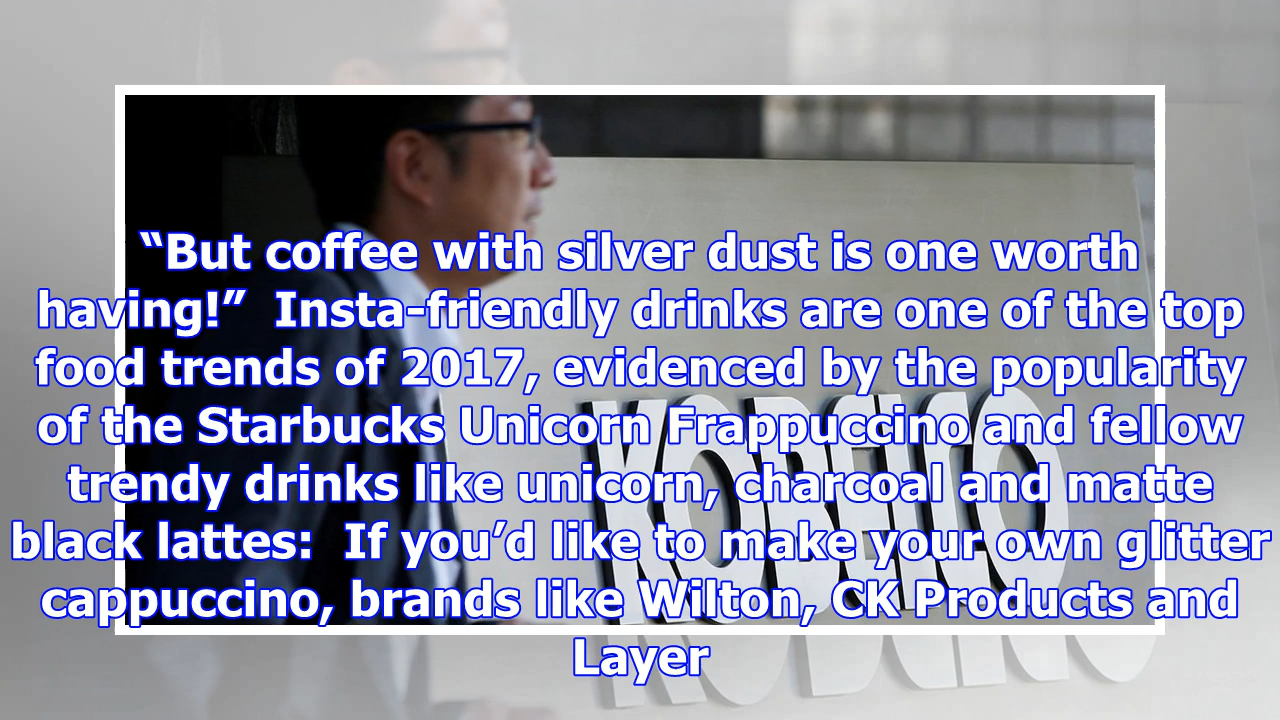 “But coffee with silver dust is one worth
having!”  Insta-friendly drinks are one of the top
food trends of 2017, evidenced by the popularity
of the Starbucks Unicorn Frappuccino and fellow
trendy drinks like unicorn, charcoal and matte
black lattes:  If you’d like to make your own glitter
cappuccino, brands like Wilton, CK Products and
Layer
KOBELCO